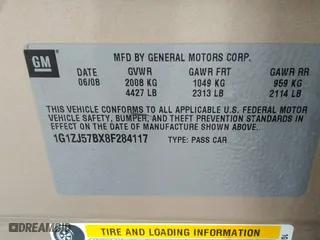 GM
MFD BY GENERAL MOTORS CORP.
DATE GVWR GAWR FRT GAWR RR
06/08 2008 KG 1049 KG 959 KG
4427 LB 2313 LB 2114 LB
THIS VEHICLE CONFORMS TO ALL APPLICABLE U.S. FEDERAL MOTOR
VEHICLE SAFETY, BUMPER, AND THEFT PREVENTION STANDARDS
IN EFFECT ON THE DATE OF MANUFACTURE SHOWN ABOVE.
1G1ZJ57BX8F284117 TYPE: PASS CAR
TIRE AND LOADING INFORMATION